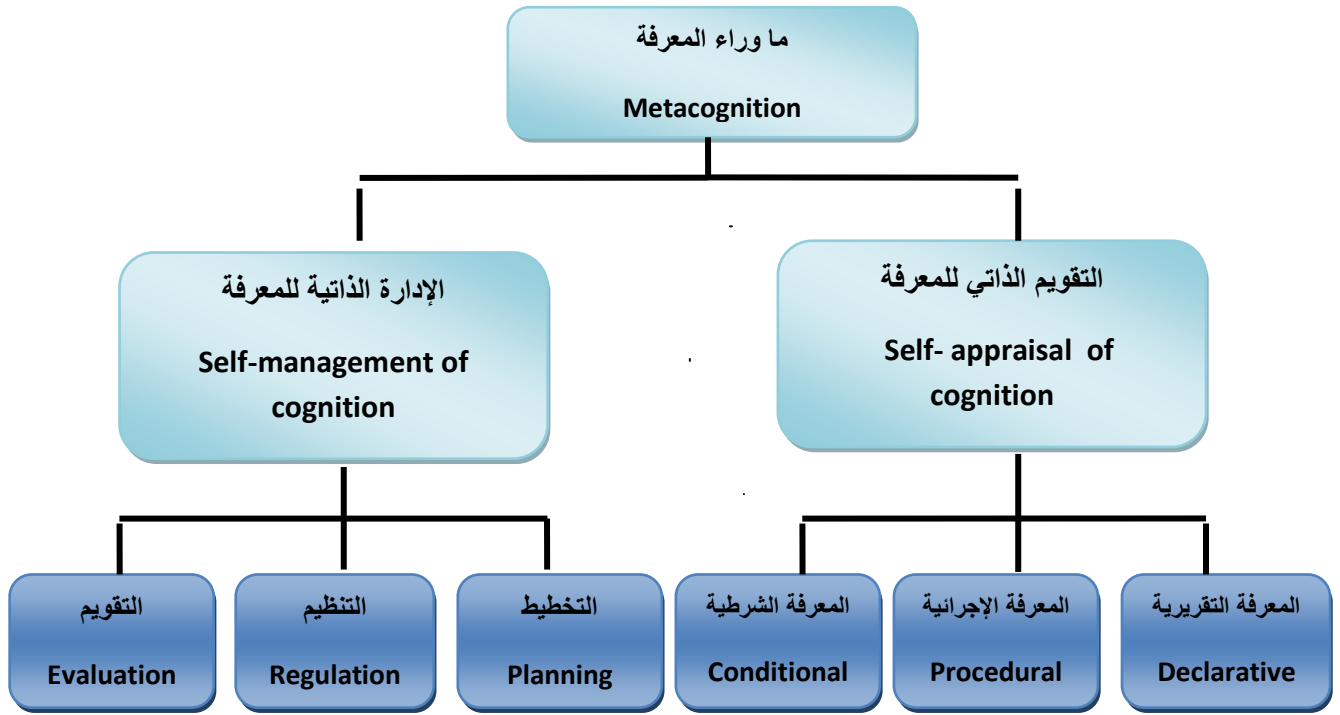 ما وراء المعرفة
Metacognition
التقويم الذاتي للمعرفة
Self- appraisal of
cognition
الإدارة الذاتية للمعرفة
Self-management of
cognition
المعرفة التقريرية
Declarative
المعرفة الإجرائية
Procedural
المعرفة الشرطية
Conditional
التخطيط
Planning
التنظيم
Regulation
التقويم
Evaluation